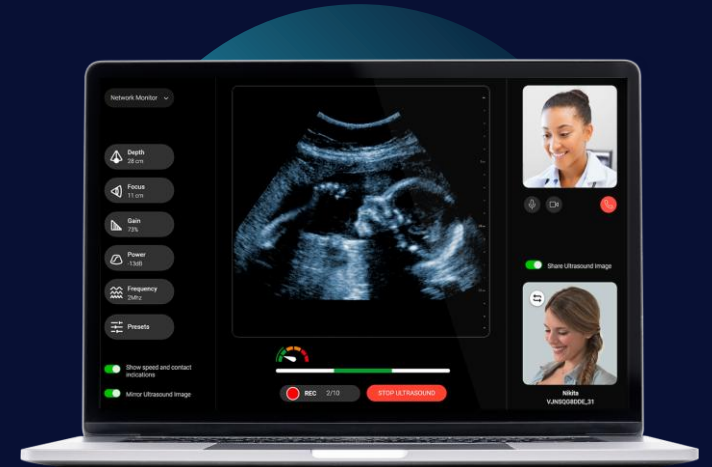 Network Monitor
Depth
28 cm
Focus
11 cm
Gain
73%
Power
-13dB
Frequency
2Mhz
Presets
Show speed and contact
indications
Mirror Ultrasound Image
REC 2/10
STOP ULTRASOUND
Share Ultrasound Image
Nikita
VJNSQG8DDE_31